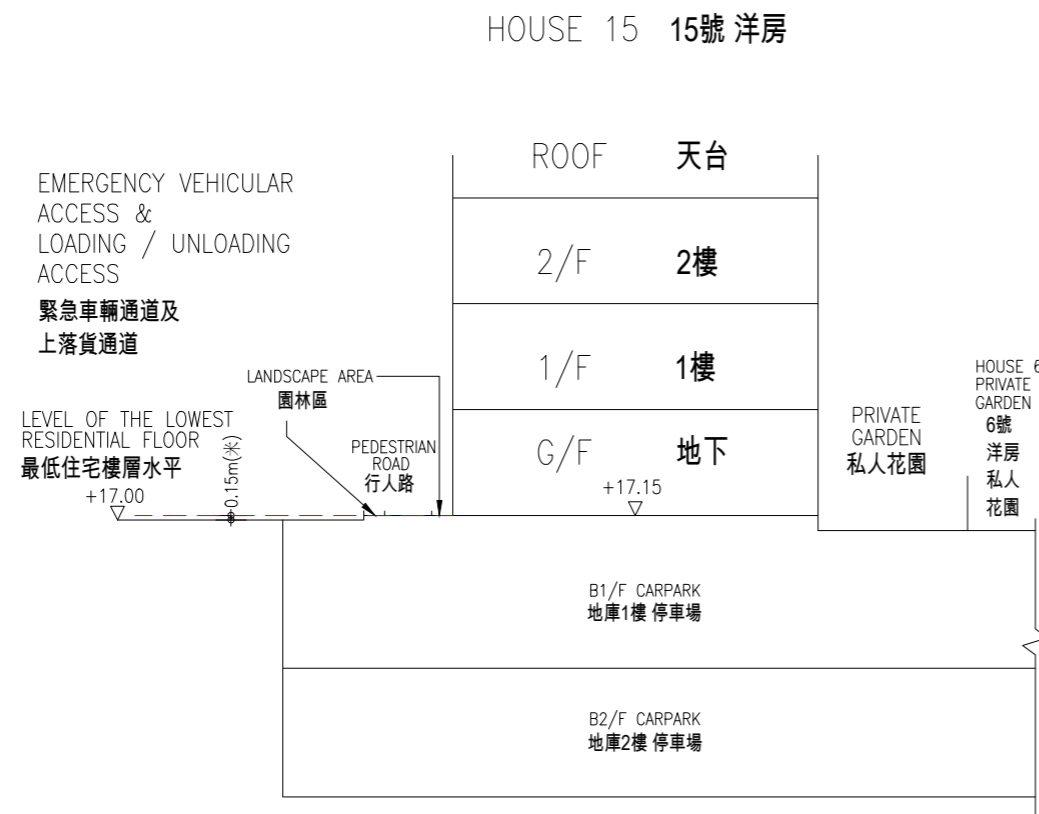 HOUSE 15 15號 洋房
ROOF 天台
EMERGENCY VEHICULAR
ACCESS &
LOADING / UNLOADING
ACCESS
緊急車輛通道及
上落貨通道
2/F 2樓
1/F 1樓
LANDSCAPE AREA
園林區
HOUSE 6
PRIVATE
GARDEN
6號
洋房
私人
花園
LEVEL OF THE LOWEST
RESIDENTIAL FLOOR
最低住宅樓層水平
+17.00
0.15m(米)
PEDESTRIAN
ROAD
行人路
G/F 地下
+17.15
PRIVATE
GARDEN
私人花園
B1/F CARPARK
地庫1樓 停車場
B2/F CARPARK
地庫2樓 停車場